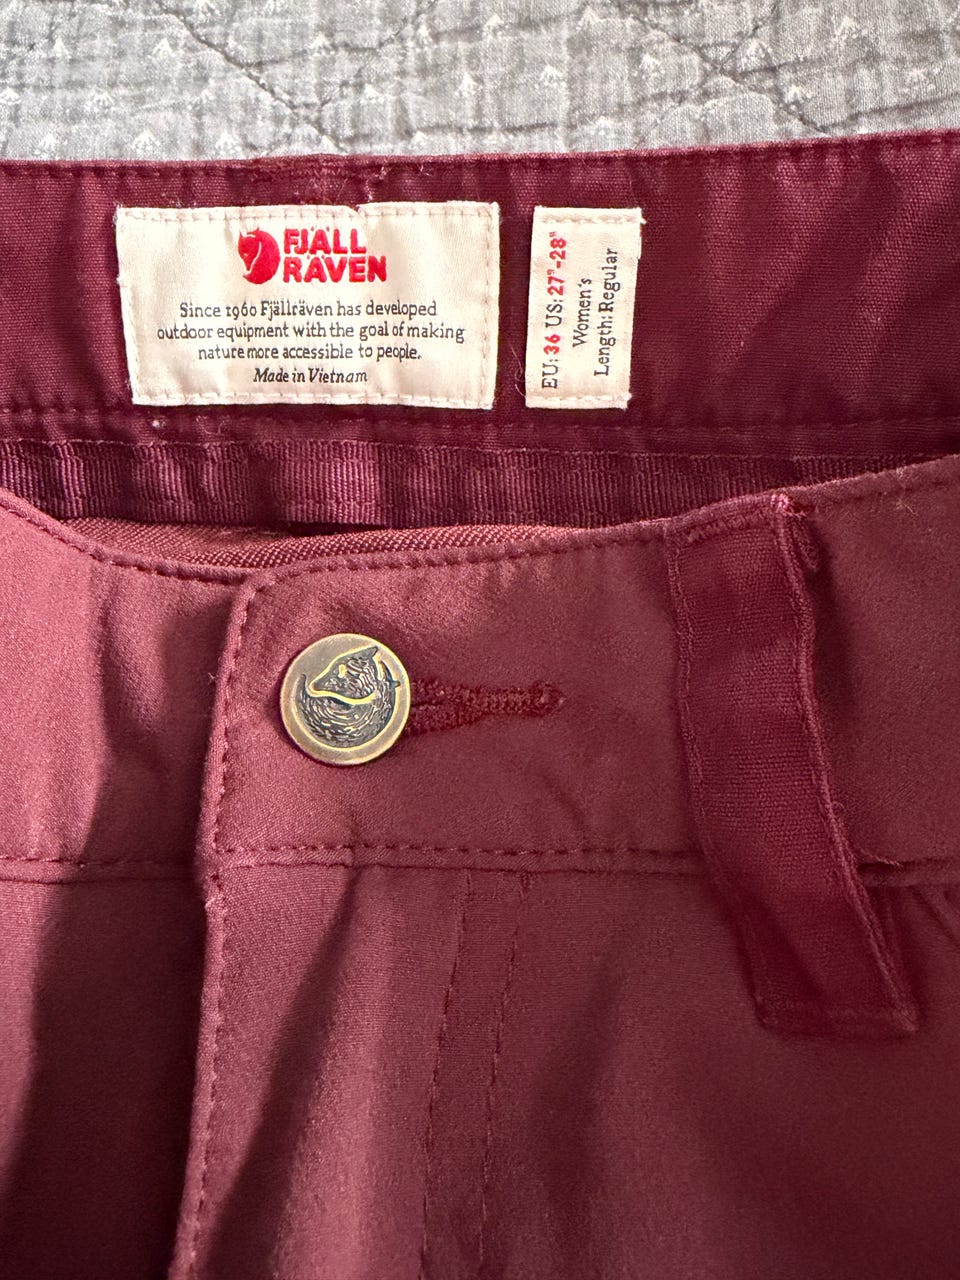 FJÄLL
RÄVEN
Since 1960 Fjällräven has developed
outdoor equipment with the goal of making
nature more accessible to people.
Made in Vietnam
EU: 36 US: 27"-28"
Women's
Length: Regular